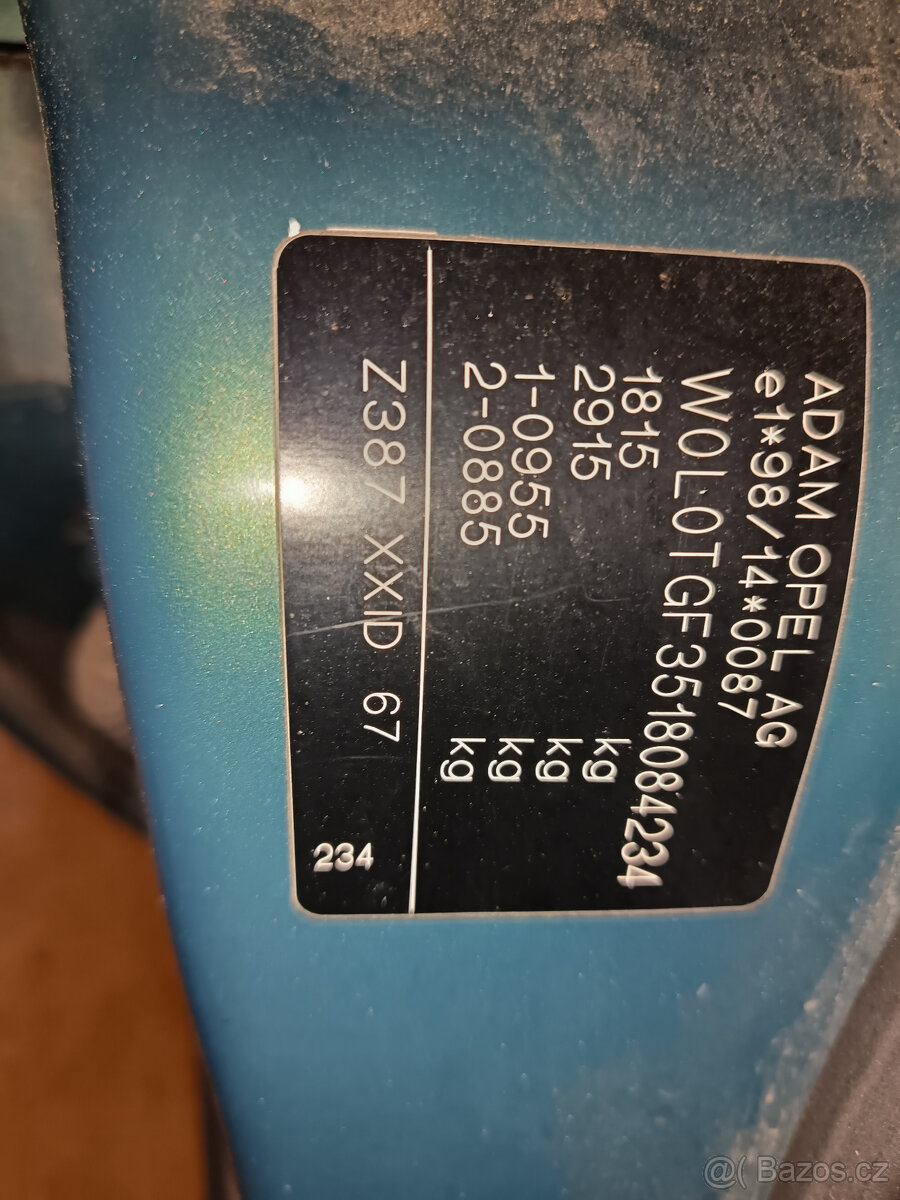 ADAM OPEL AG
e1*98/14*0087
W0L0TGF3518084234
1815 kg
2915 kg
1-0955 kg
2-0885 kg
Z387 XXID 67
234
@( Bazos.cz